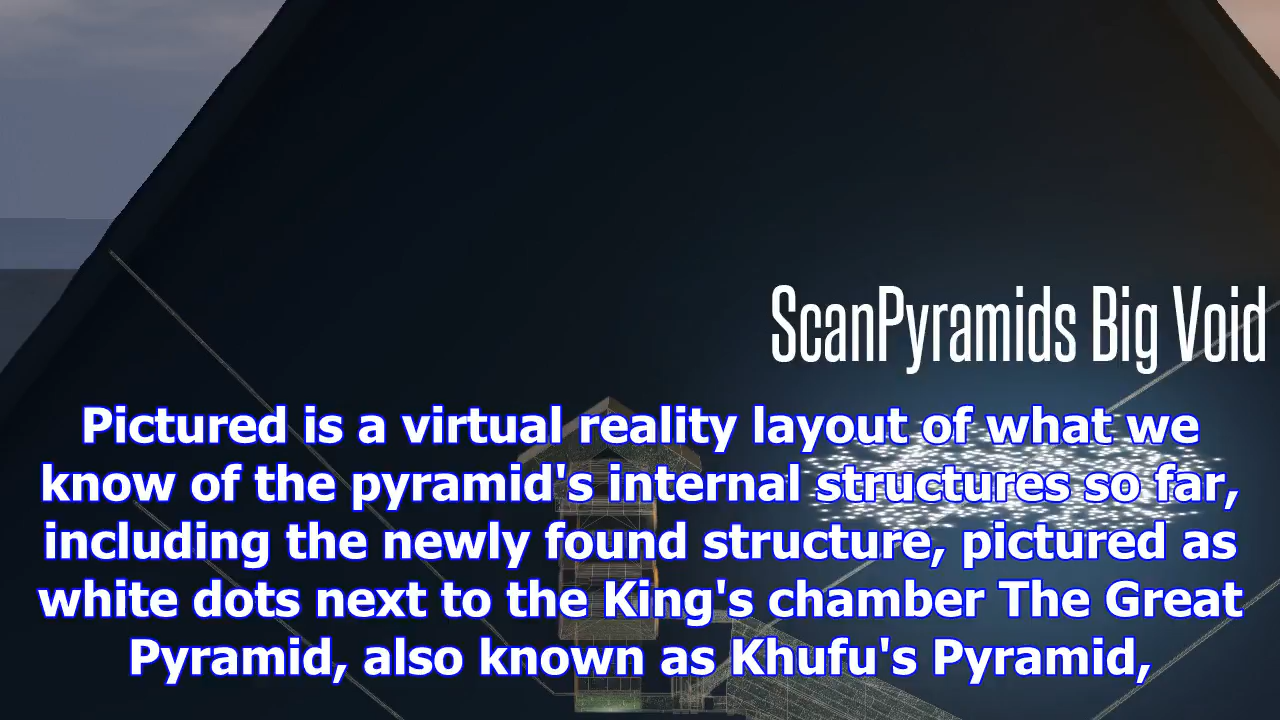 ScanPyramids Big Void
Pictured is a virtual reality layout of what we
know of the pyramid's internal structures so far,
including the newly found structure, pictured as
white dots next to the King's chamber The Great
Pyramid, also known as Khufu's Pyramid,